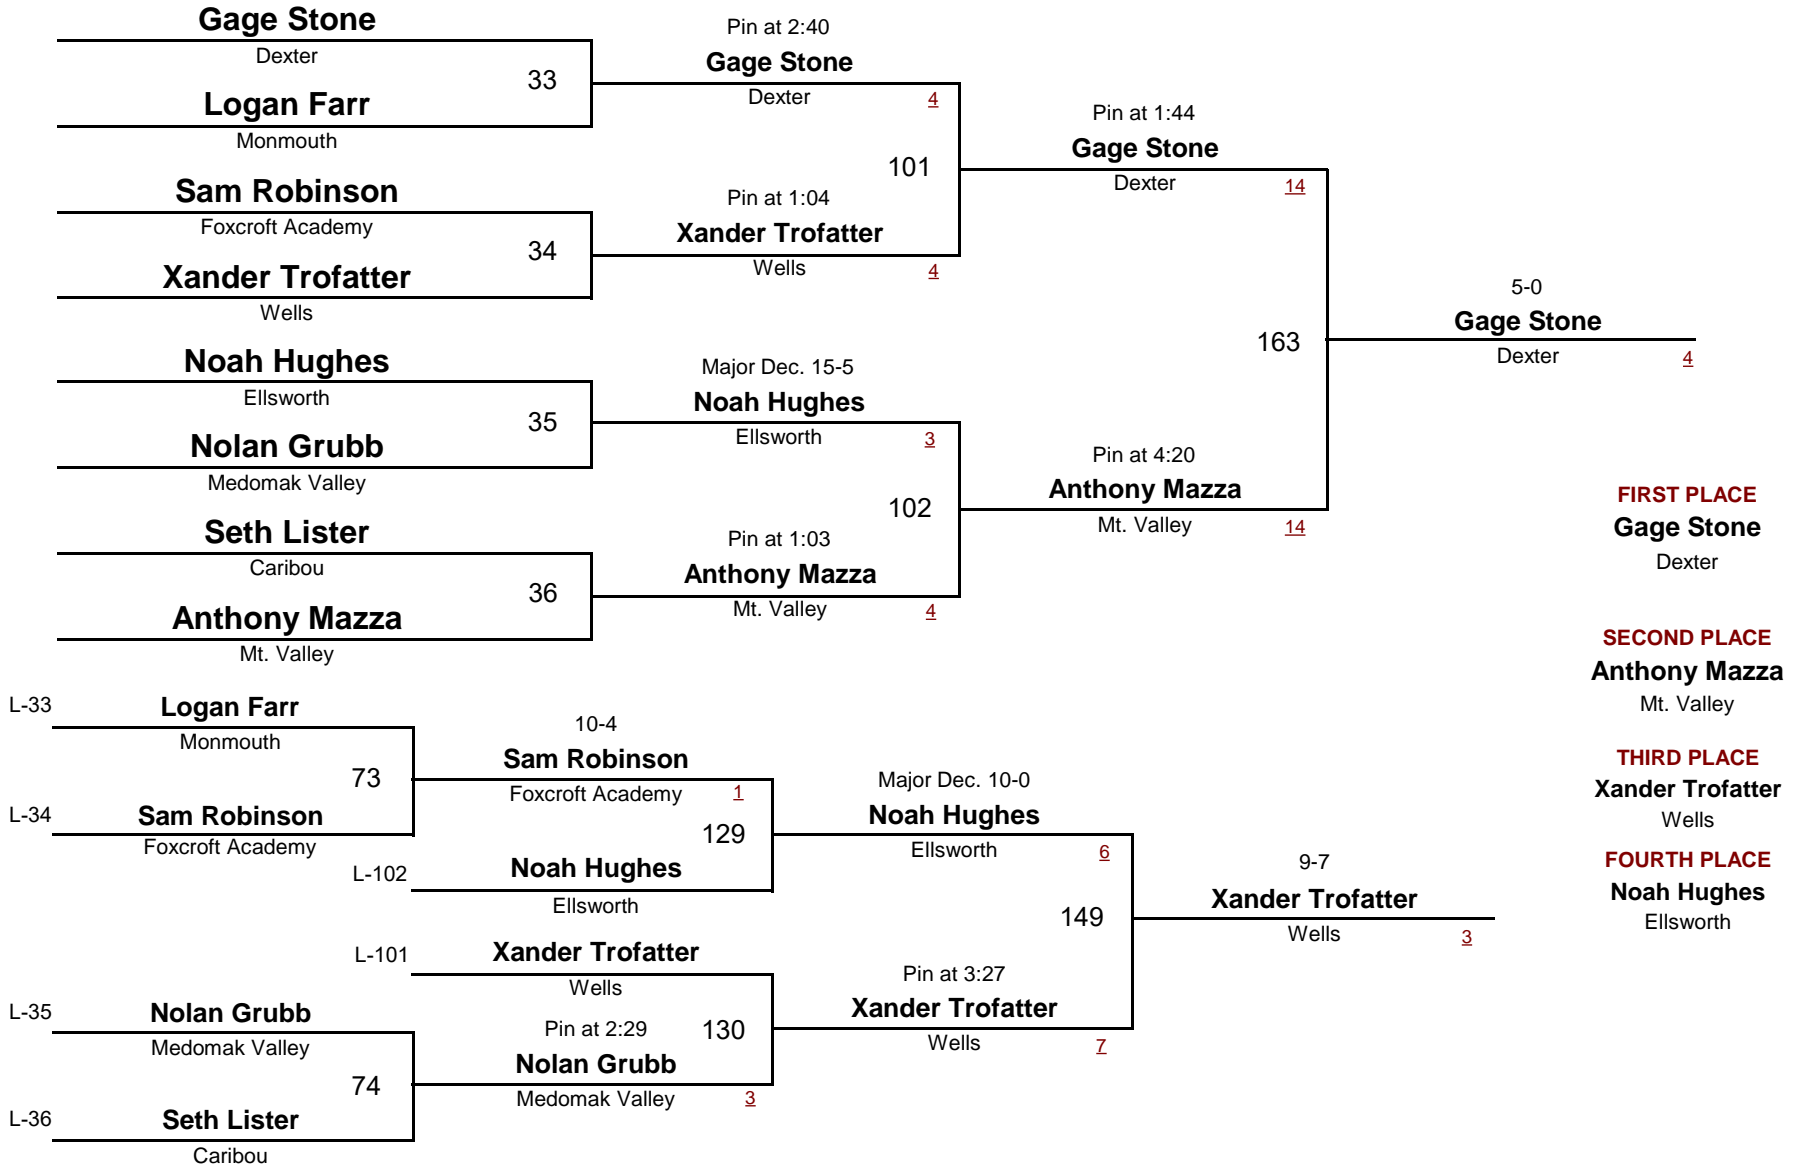 Gage Stone
Dexter
33
Logan Farr
Monmouth
Sam Robinson
Foxcroft Academy
34
Xander Trofatter
Wells
Noah Hughes
Ellsworth
35
Nolan Grubb
Medomak Valley
Seth Lister
Caribou
36
Anthony Mazza
Mt. Valley
Pin at 2:40
Gage Stone
Dexter
4
101
Pin at 1:04
Xander Trofatter
Wells
4
Major Dec. 15-5
Noah Hughes
Ellsworth
3
102
Pin at 1:03
Anthony Mazza
Mt. Valley
4
Pin at 1:44
Gage Stone
Dexter
14
163
Pin at 4:20
Anthony Mazza
Mt. Valley
14
5-0
Gage Stone
Dexter
4
FIRST PLACE
Gage Stone
Dexter
SECOND PLACE
Anthony Mazza
Mt. Valley
THIRD PLACE
Xander Trofatter
Wells
FOURTH PLACE
Noah Hughes
Ellsworth
L-33
Logan Farr
Monmouth
73
L-34
Sam Robinson
Foxcroft Academy
10-4
Sam Robinson
Foxcroft Academy
1
129
L-102
Noah Hughes
Ellsworth
L-101
Xander Trofatter
Wells
130
L-35
Nolan Grubb
Medomak Valley
74
L-36
Seth Lister
Caribou
Pin at 2:29
Nolan Grubb
Medomak Valley
3
Major Dec. 10-0
Noah Hughes
Ellsworth
6
149
Pin at 3:27
Xander Trofatter
Wells
7
9-7
Xander Trofatter
Wells
3